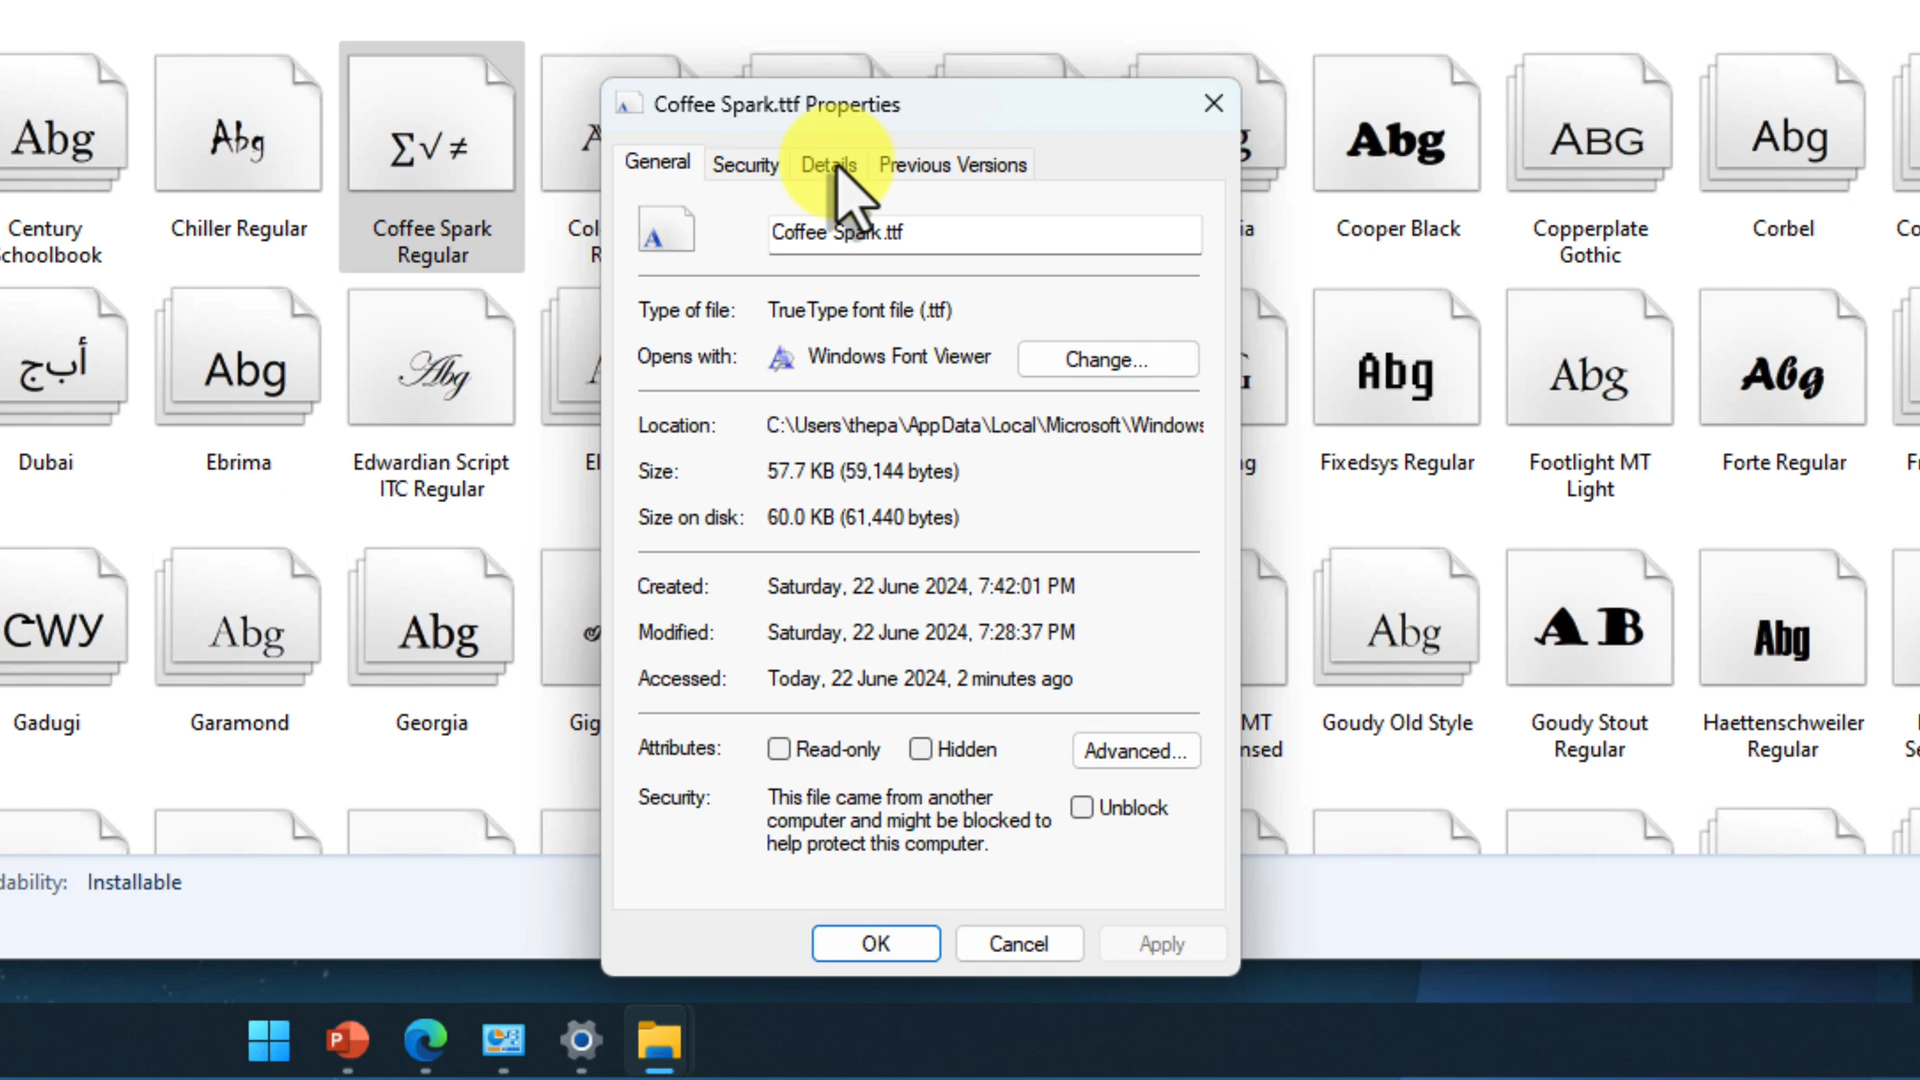 Abg
Abg
Σ√ ≠
Abg
ABG
Abg
Century
Schoolbook
Chiller Regular
Coffee Spark
Regular
Cooper Black
Copperplate
Gothic
Corbel
Coffee Spark.ttf Properties
General
Security
Details
Previous Versions
Coffee Spark.ttf
Type of file:
TrueType font file (.ttf)
Opens with:
Windows Font Viewer
Change...
Location:
C:\Users\thepa\AppData\Local\Microsoft\Windows
Size:
57.7 KB (59,144 bytes)
Size on disk:
60.0 KB (61,440 bytes)
Created:
Saturday, 22 June 2024, 7:42:01 PM
Modified:
Saturday, 22 June 2024, 7:28:37 PM
Accessed:
Today, 22 June 2024, 2 minutes ago
Attributes:
Read-only
Hidden
Advanced...
Security:
This file came from another
computer and might be blocked to
help protect this computer.
Unblock
OK
Cancel
Apply
أب ج
Abg
Abg
Abg
Abg
Abg
Dubai
Ebrima
Edwardian Script
ITC Regular
Fixedsys Regular
Footlight MT
Light
Forte Regular
CWY
Abg
Abg
Abg
A B
Abg
Gadugi
Garamond
Georgia
Goudy Old Style
Goudy Stout
Regular
Haettenschweiler
Regular
dability: Installable